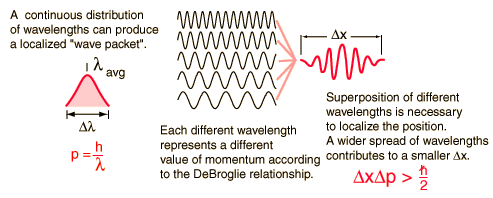 A continuous distribution
of wavelengths can produce
a localized "wave packet".
λ avg
Δλ
p = h
λ
Each different wavelength
represents a different
value of momentum according
to the DeBroglie relationship.
Δx
Superposition of different
wavelengths is necessary
to localize the position.
A wider spread of wavelengths
contributes to a smaller Δx.
ΔxΔp > ħ
2